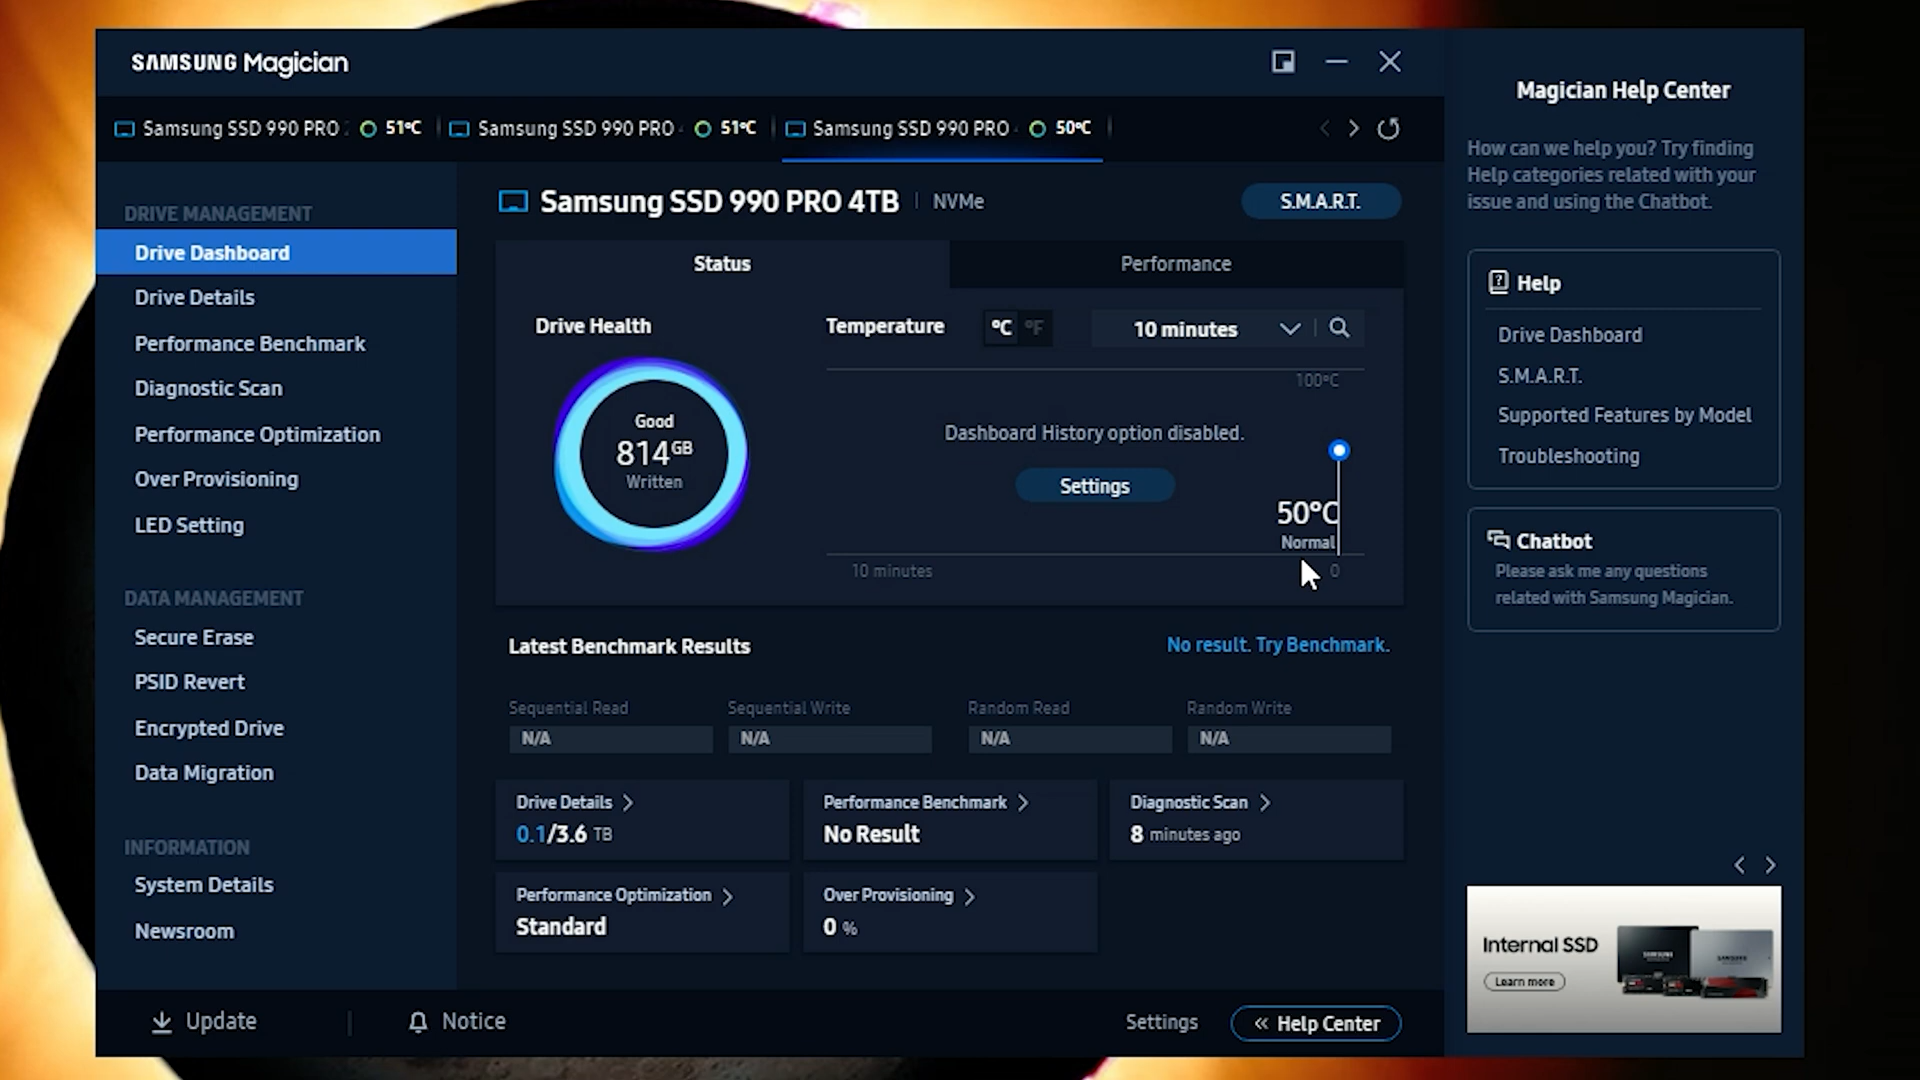 SAMSUNG Magician
Samsung SSD 990 PRO 51°C
Samsung SSD 990 PRO 51°C
Samsung SSD 990 PRO 50°C
DRIVE MANAGEMENT
Drive Dashboard
Drive Details
Performance Benchmark
Diagnostic Scan
Performance Optimization
Over Provisioning
LED Setting
DATA MANAGEMENT
Secure Erase
PSID Revert
Encrypted Drive
Data Migration
INFORMATION
System Details
Newsroom
Samsung SSD 990 PRO 4TB | NVMe
S.M.A.R.T.
Status
Performance
Drive Health
Good
814 GB
Written
Temperature
°C °F
10 minutes
100°C
Dashboard History option disabled.
Settings
50°C
Normal
10 minutes
0
Latest Benchmark Results
No result. Try Benchmark.
Sequential Read
N/A
Sequential Write
N/A
Random Read
N/A
Random Write
N/A
Drive Details >
0.1/3.6 TB
Performance Benchmark >
No Result
Diagnostic Scan >
8 minutes ago
Performance Optimization >
Standard
Over Provisioning >
0 %
Update
Notice
Settings
« Help Center
Magician Help Center
How can we help you? Try finding
Help categories related with your
issue and using the Chatbot.
Help
Drive Dashboard
S.M.A.R.T.
Supported Features by Model
Troubleshooting
Chatbot
Please ask me any questions
related with Samsung Magician.
Internal SSD
Learn more
SAMSUNG
SAMSUNG